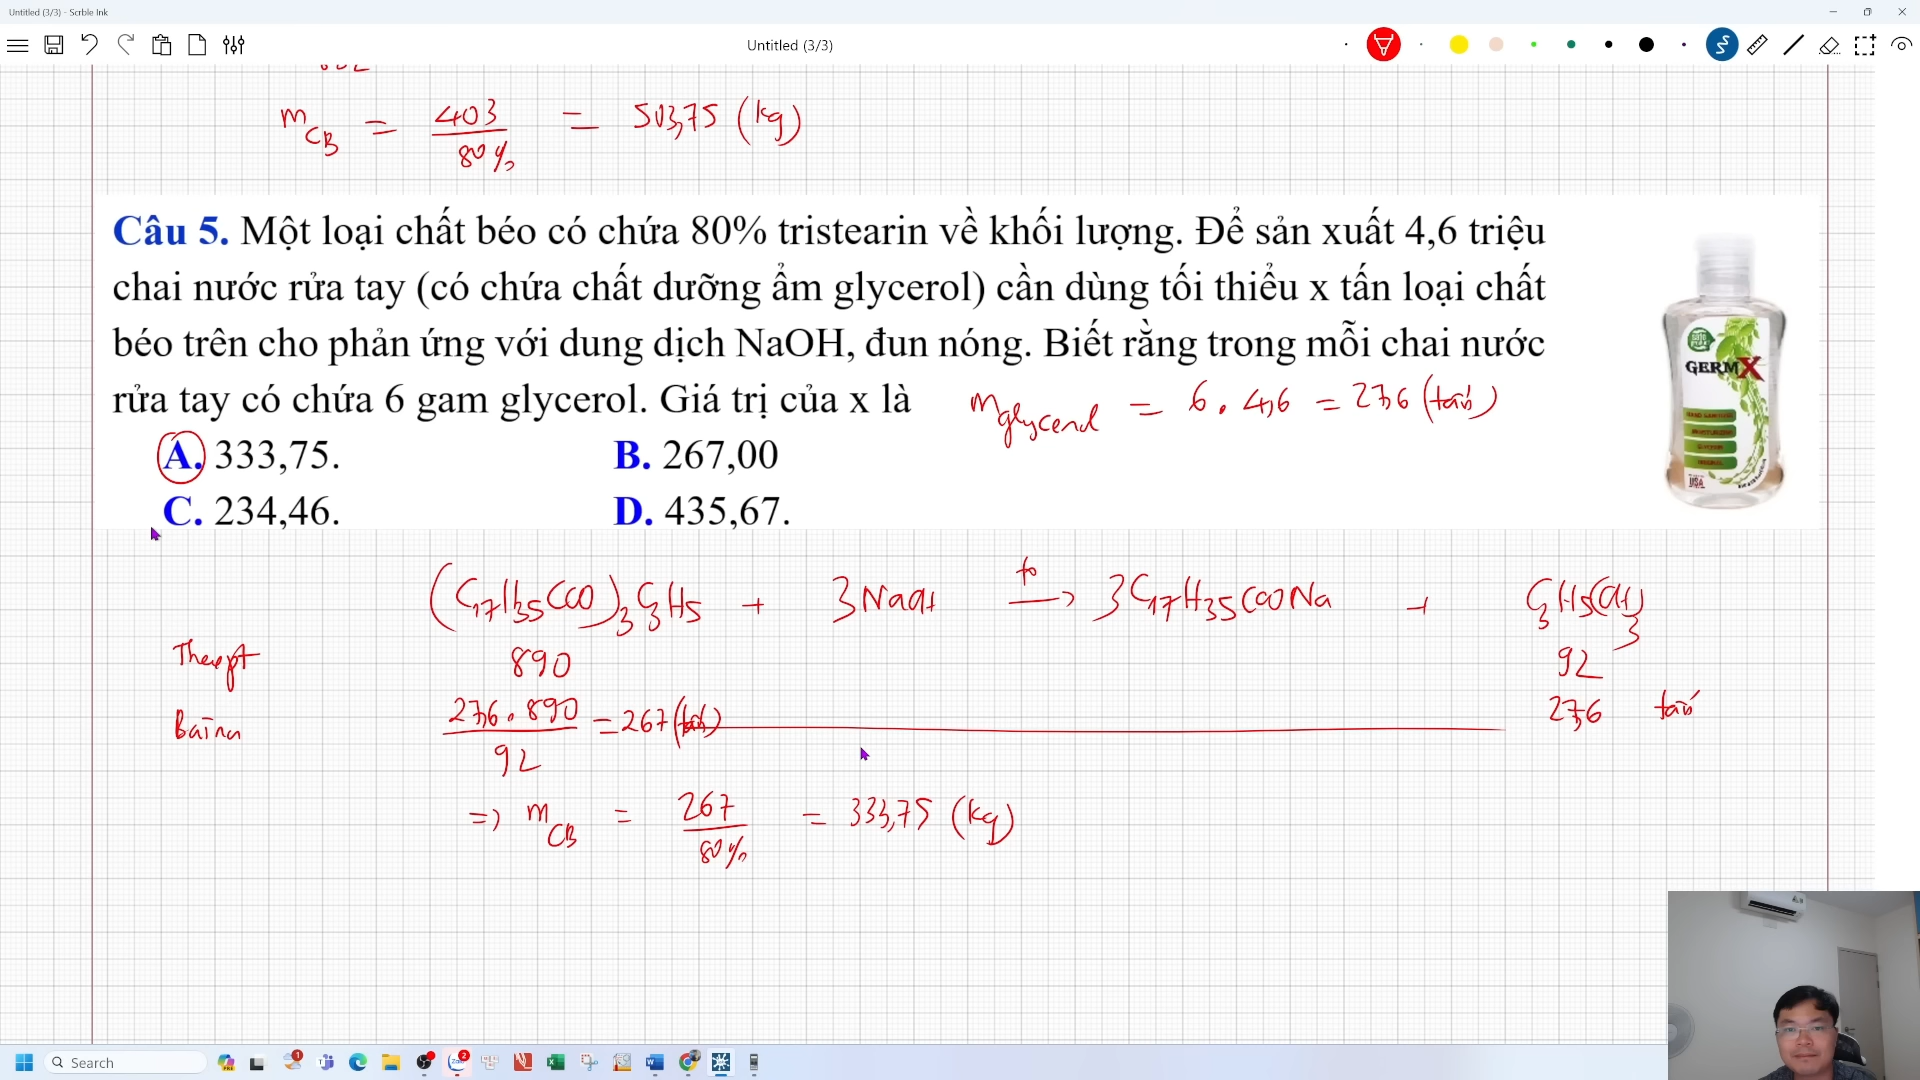 Untitled (3/3) - Scrble Ink
Untitled (3/3)
m CB = 403 / 80% = 503,75 (kg)
Câu 5. Một loại chất béo có chứa 80% tristearin về khối lượng. Để sản xuất 4,6 triệu
chai nước rửa tay (có chứa chất dưỡng ẩm glycerol) cần dùng tối thiểu x tấn loại chất
béo trên cho phản ứng với dung dịch NaOH, đun nóng. Biết rằng trong mỗi chai nước
rửa tay có chứa 6 gam glycerol. Giá trị của x là
m glycerol = 6 . 4,6 = 27,6 (tấn)
A. 333,75.
B. 267,00
C. 234,46.
D. 435,67.
GERMX
USA
(C17H35COO)3C3H5 + 3NaOH t° → 3C17H35COONa + C3H5(OH)3
Theo pt 890 92
Bài ra 27,6 . 890 / 92 = 267 (tấn) 27,6 tấn
=> m CB = 267 / 80% = 333,75 (kg)
Search